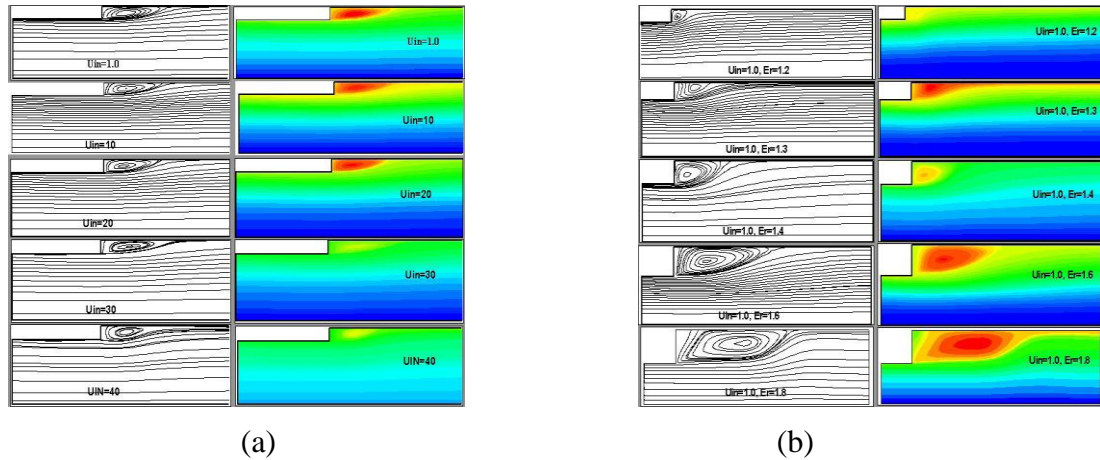 Uin=1.0
Uin=1.0
Uin=10
Uin=10
Uin=20
Uin=20
Uin=30
Uin=30
UIN=40
UIN=40
(a)
Uin=1.0, Er=1.2
Uin=1.0, Er=1.2
Uin=1.0, Er=1.3
Uin=1.0, Er=1.3
Uin=1.0, Er=1.4
Uin=1.0, Er=1.4
Uin=1.0, Er=1.6
Uin=1.0, Er=1.6
Uin=1.0, Er=1.8
Uin=1.0, Er=1.8
(b)